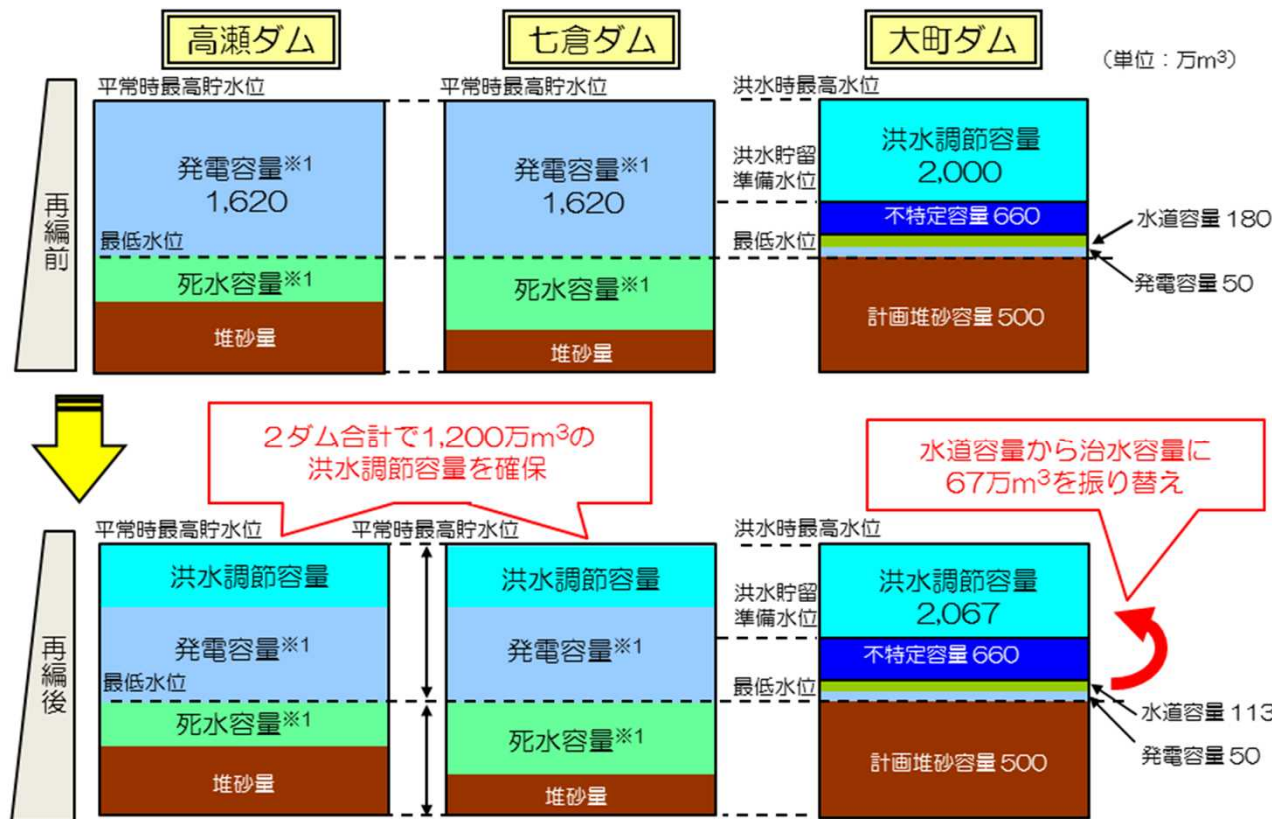 高瀬ダム
七倉ダム
大町ダム
(単位：万m³)
再編前
平常時最高貯水位
発電容量※1
1,620
最低水位
死水容量※1
堆砂量
平常時最高貯水位
発電容量※1
1,620
死水容量※1
堆砂量
洪水時最高水位
洪水貯留
準備水位
最低水位
洪水調節容量
2,000
不特定容量 660
水道容量 180
発電容量 50
計画堆砂容量 500
2ダム合計で1,200万m³の
洪水調節容量を確保
水道容量から治水容量に
67万m³を振り替え
再編後
平常時最高貯水位
洪水調節容量
発電容量※1
最低水位
死水容量※1
堆砂量
平常時最高貯水位
洪水調節容量
発電容量※1
死水容量※1
堆砂量
洪水時最高水位
洪水貯留
準備水位
最低水位
洪水調節容量
2,067
不特定容量 660
水道容量 113
発電容量 50
計画堆砂容量 500